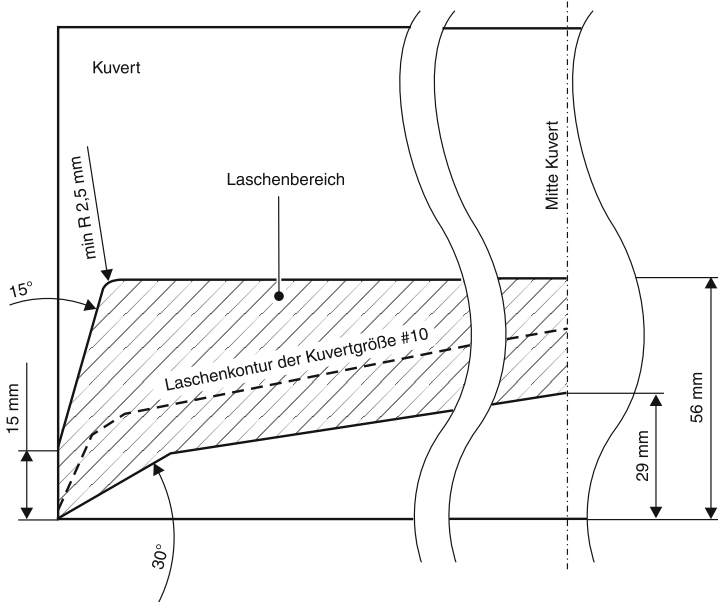 Kuvert
Mitte Kuvert
min R 2,5 mm
Laschenbereich
15°
Laschenkontur der Kuvertgröße #10
15 mm
56 mm
29 mm
30°